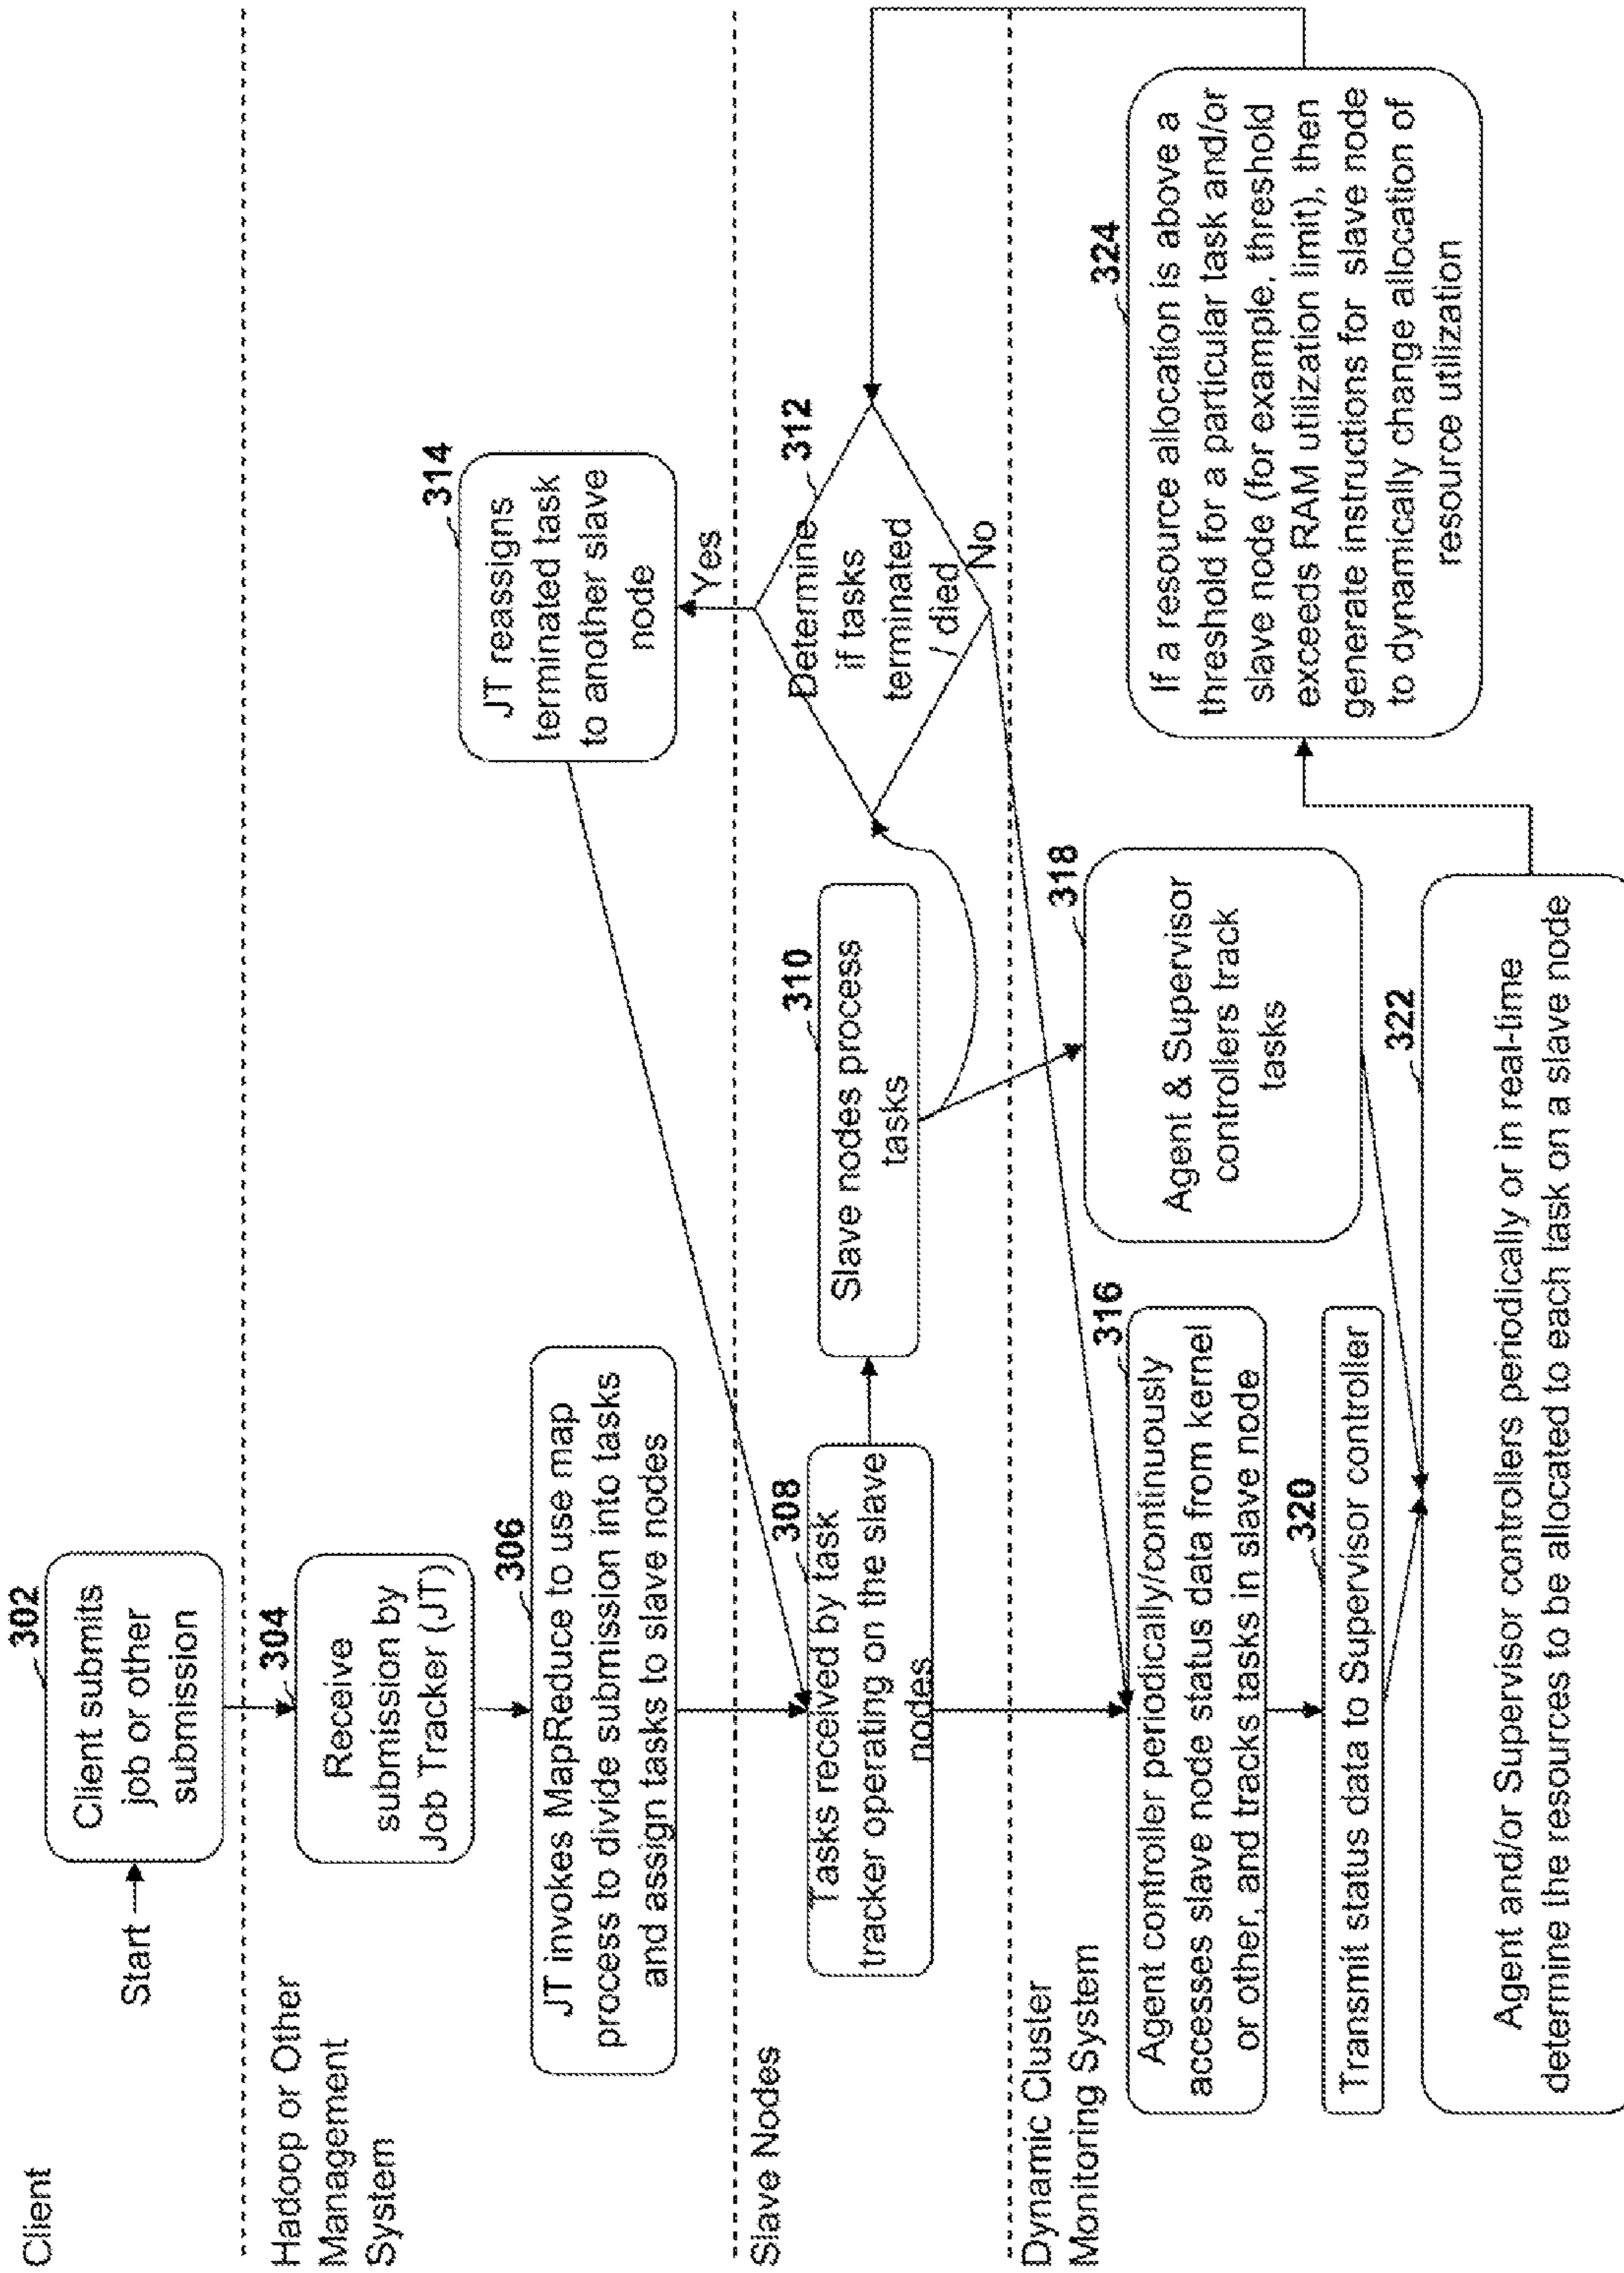 Client
302
Start
Client submits
job or other
submission
Hadoop or Other
Management
System
304
Receive
submission by
Job Tracker (JT)
306
JT invokes MapReduce to use map
process to divide submission into tasks
and assign tasks to slave nodes
314
JT reassigns
terminated task
to another slave
node
Yes
Slave Nodes
308
Tasks received by task
tracker operating on the slave
nodes
310
Slave nodes process
tasks
312
Determine
if tasks
terminated
/ died
No
Dynamic Cluster
Monitoring System
316
Agent controller periodically/continuously
accesses slave node status data from kernel
or other, and tracks tasks in slave node
318
Agent & Supervisor
controllers track
tasks
320
Transmit status data to Supervisor controller
322
Agent and/or Supervisor controllers periodically or in real-time
determine the resources to be allocated to each task on a slave node
324
If a resource allocation is above a
threshold for a particular task and/or
slave node (for example, threshold
exceeds RAM utilization limit), then
generate instructions for slave node
to dynamically change allocation of
resource utilization